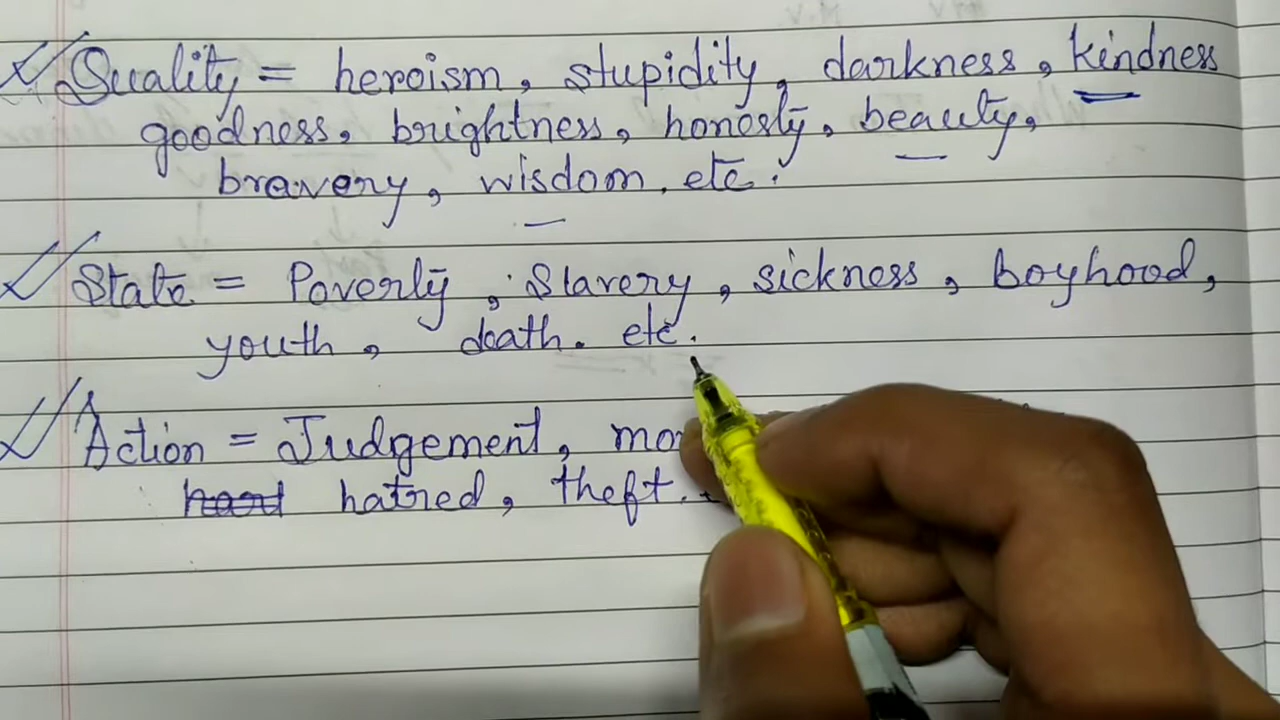 Quality = heroism, stupidity, darkness, kindness
goodness, brightness, honesty, beauty,
bravery, wisdom, etc.
State = Poverty, Slavery, sickness, boyhood,
youth, death. etc.
Action = Judgement,
hatred, theft.